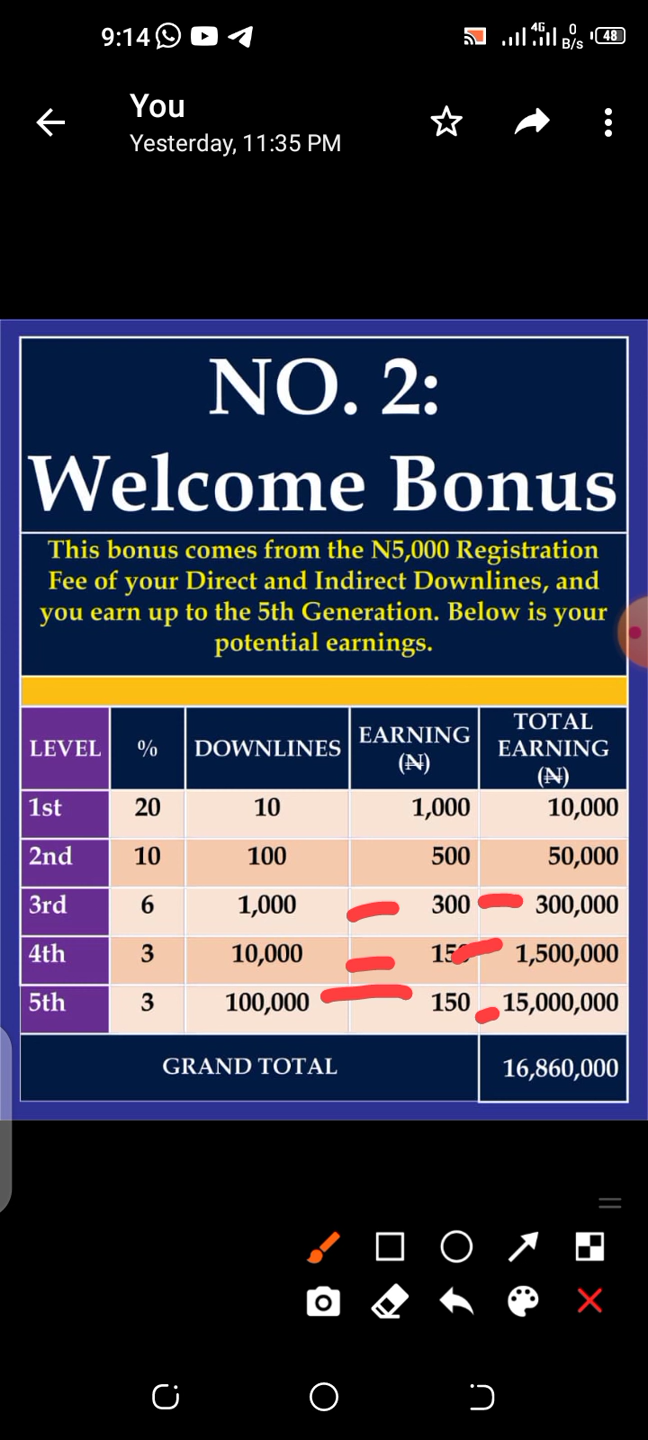 9:14
4G
0
B/s
48
You
Yesterday, 11:35 PM
NO. 2:
Welcome Bonus
This bonus comes from the N5,000 Registration
Fee of your Direct and Indirect Downlines, and
you earn up to the 5th Generation. Below is your
potential earnings.
LEVEL % DOWNLINES EARNING (₦) TOTAL EARNING (₦)
1st 20 10 1,000 10,000
2nd 10 100 500 50,000
3rd 6 1,000 300 300,000
4th 3 10,000 150 1,500,000
5th 3 100,000 150 15,000,000
GRAND TOTAL 16,860,000